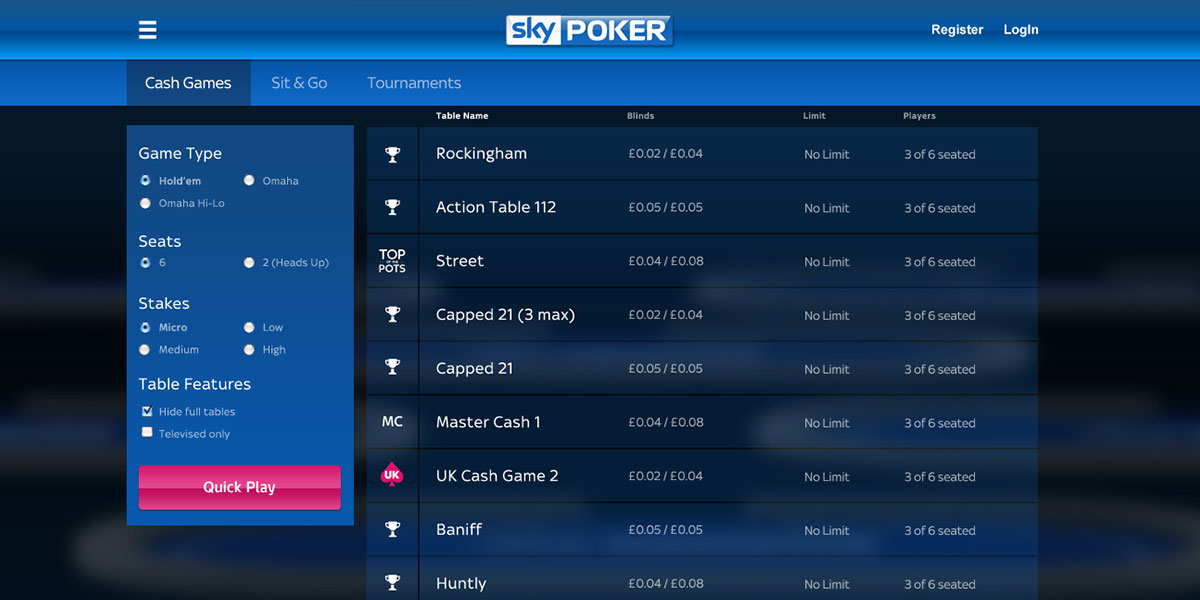 sky POKER
Register LogIn
Cash Games Sit & Go Tournaments
Table Name Blinds Limit Players
Game Type
Hold'em Omaha
Omaha Hi-Lo
Seats
6 2 (Heads Up)
Stakes
Micro Low
Medium High
Table Features
Hide full tables
Televised only
Quick Play
Rockingham £0.02 / £0.04 No Limit 3 of 6 seated
Action Table 112 £0.05 / £0.05 No Limit 3 of 6 seated
TOP
OF THE
POTS
Street £0.04 / £0.08 No Limit 3 of 6 seated
Capped 21 (3 max) £0.02 / £0.04 No Limit 3 of 6 seated
Capped 21 £0.05 / £0.05 No Limit 3 of 6 seated
MC Master Cash 1 £0.04 / £0.08 No Limit 3 of 6 seated
UK UK Cash Game 2 £0.02 / £0.04 No Limit 3 of 6 seated
Baniff £0.05 / £0.05 No Limit 3 of 6 seated
Huntly £0.04 / £0.08 No Limit 3 of 6 seated